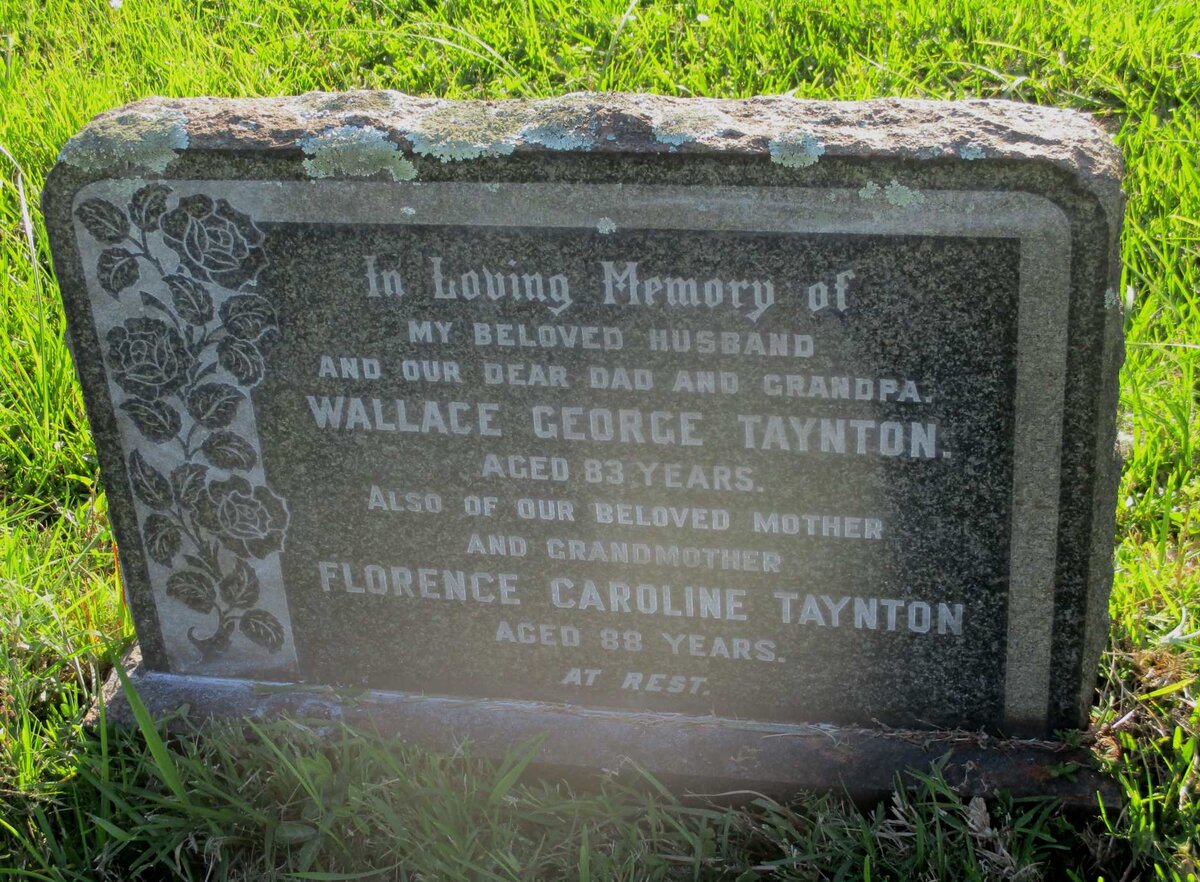 In Loving Memory of
MY BELOVED HUSBAND
AND OUR DEAR DAD AND GRANDPA.
WALLACE GEORGE TAYNTON.
AGED 83 YEARS.
ALSO OF OUR BELOVED MOTHER
AND GRANDMOTHER
FLORENCE CAROLINE TAYNTON
AGED 88 YEARS.
AT REST.